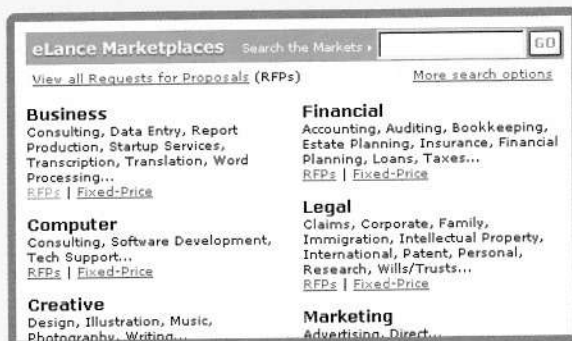 eLance Marketplaces Search the Markets GO
View all Requests for Proposals (RFPs) More search options
Business
Consulting, Data Entry, Report
Production, Startup Services,
Transcription, Translation, Word
Processing...
RFPs | Fixed-Price
Computer
Consulting, Software Development,
Tech Support...
RFPs | Fixed-Price
Creative
Design, Illustration, Music,
Photography, Writing...
Financial
Accounting, Auditing, Bookkeeping,
Estate Planning, Insurance, Financial
Planning, Loans, Taxes...
RFPs | Fixed-Price
Legal
Claims, Corporate, Family,
Immigration, Intellectual Property,
International, Patent, Personal,
Research, Wills/Trusts...
RFPs | Fixed-Price
Marketing
Advertising, Direct...